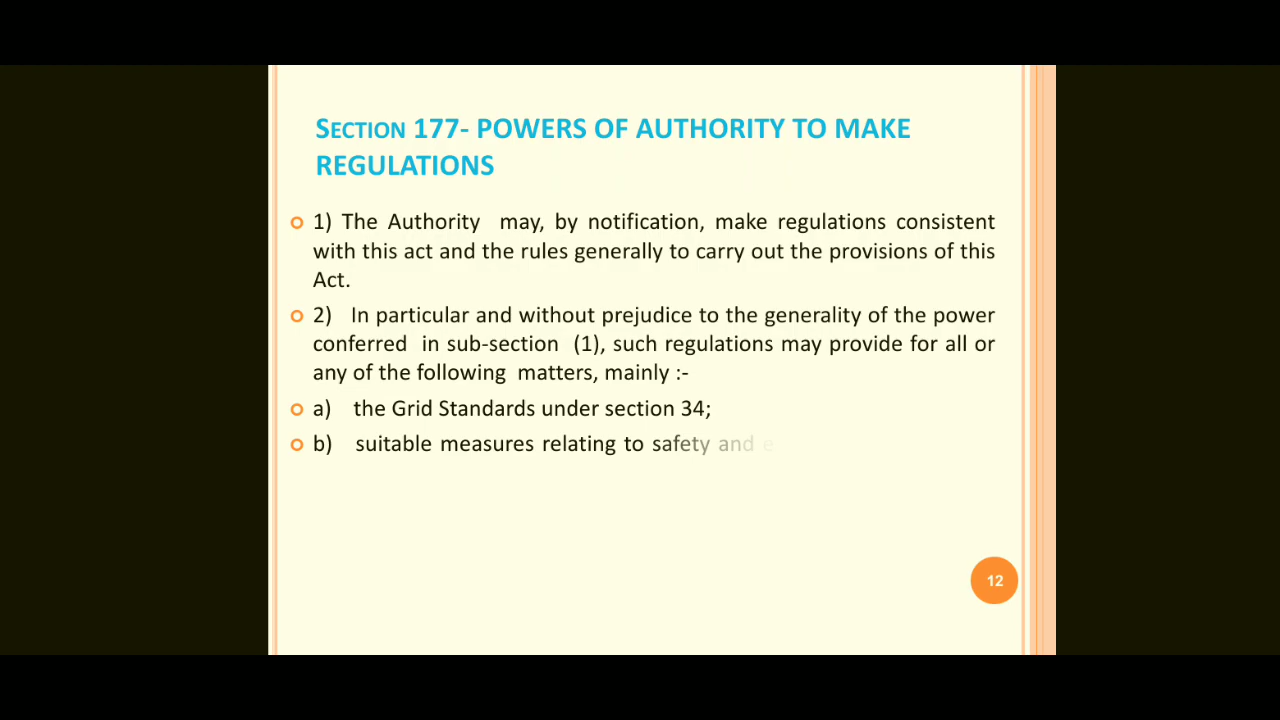 SECTION 177- POWERS OF AUTHORITY TO MAKE
REGULATIONS
1) The Authority may, by notification, make regulations consistent
with this act and the rules generally to carry out the provisions of this
Act.
2) In particular and without prejudice to the generality of the power
conferred in sub-section (1), such regulations may provide for all or
any of the following matters, mainly :-
a) the Grid Standards under section 34;
b) suitable measures relating to safety and
12